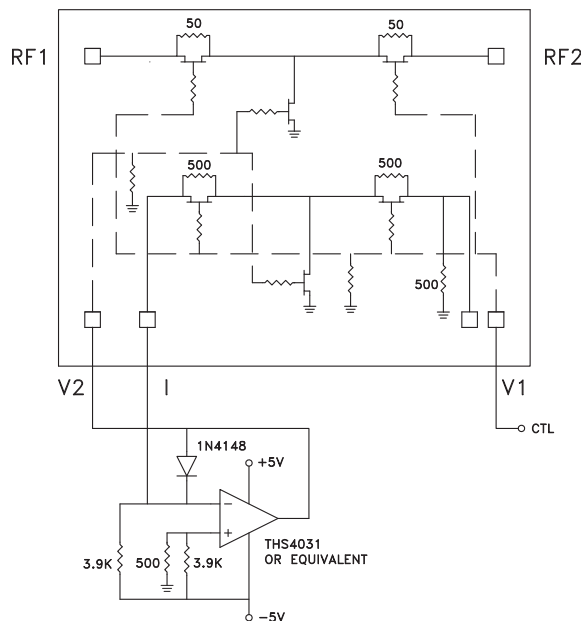 50
50
RF1
RF2
500
500
500
V2
I
V1
CTL
1N4148
+5V
−
+
THS4031
OR EQUIVALENT
3.9K
500
3.9K
−5V